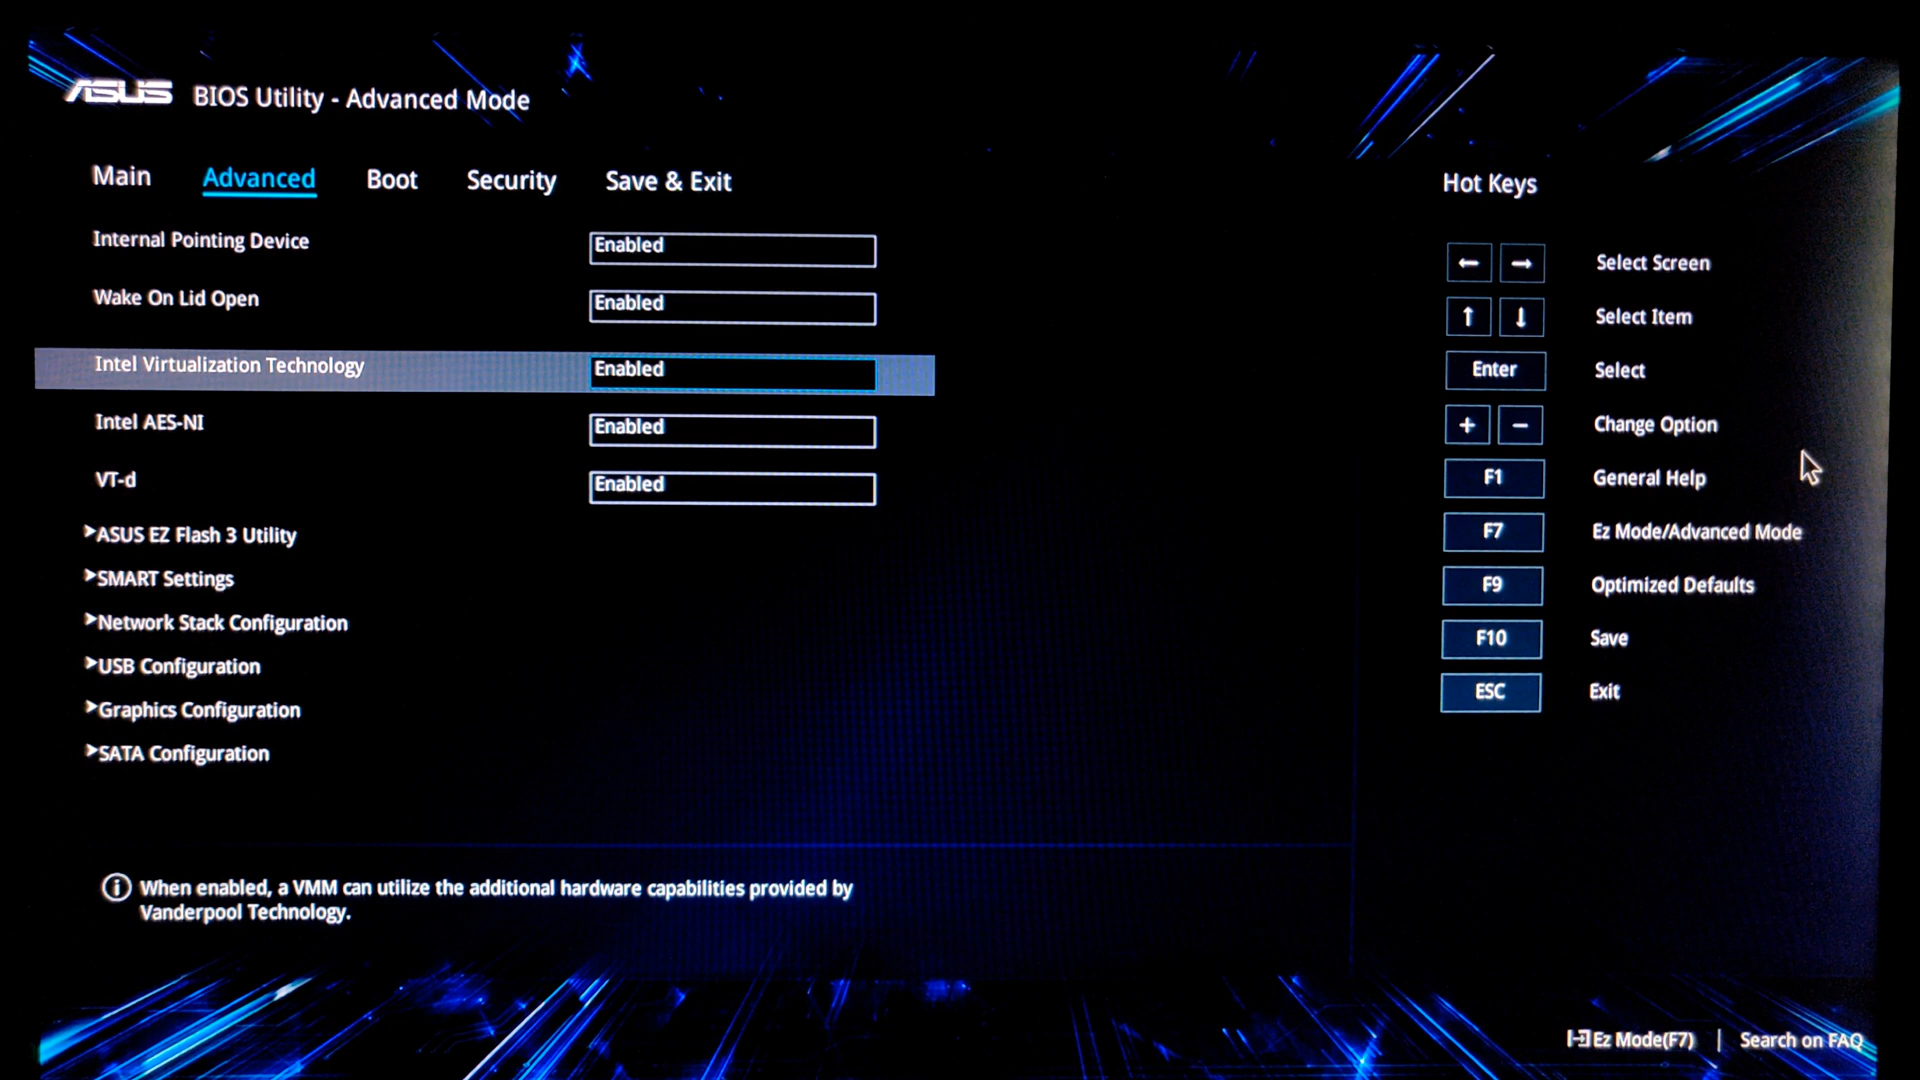 ASUS BIOS Utility - Advanced Mode
Main Advanced Boot Security Save & Exit
Internal Pointing Device Enabled
Wake On Lid Open Enabled
Intel Virtualization Technology Enabled
Intel AES-NI Enabled
VT-d Enabled
ASUS EZ Flash 3 Utility
SMART Settings
Network Stack Configuration
USB Configuration
Graphics Configuration
SATA Configuration
When enabled, a VMM can utilize the additional hardware capabilities provided by
Vanderpool Technology.
Hot Keys
← → Select Screen
↑ ↓ Select Item
Enter Select
+ - Change Option
F1 General Help
F7 Ez Mode/Advanced Mode
F9 Optimized Defaults
F10 Save
ESC Exit
Ez Mode(F7) | Search on FAQ